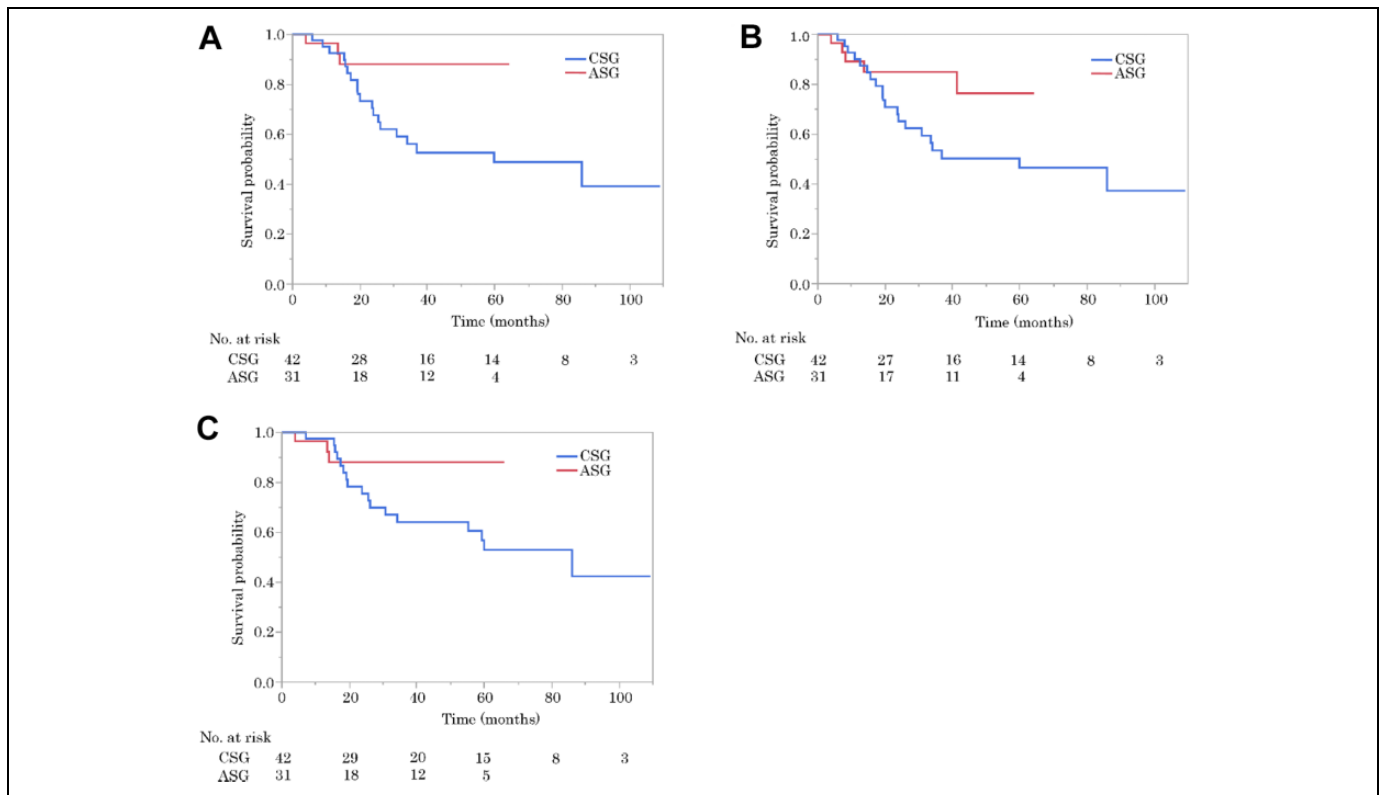 A
1.0
0.8
0.6
0.4
0.2
0.0
Survival probability
CSG
ASG
0 20 40 60 80 100
Time (months)
No. at risk
CSG 42 28 16 14 8 3
ASG 31 18 12 4
B
1.0
0.8
0.6
0.4
0.2
0.0
Survival probability
CSG
ASG
0 20 40 60 80 100
Time (months)
No. at risk
CSG 42 27 16 14 8 3
ASG 31 17 11 4
C
1.0
0.8
0.6
0.4
0.2
0.0
Survival probability
CSG
ASG
0 20 40 60 80 100
Time (months)
No. at risk
CSG 42 29 20 15 8 3
ASG 31 18 12 5